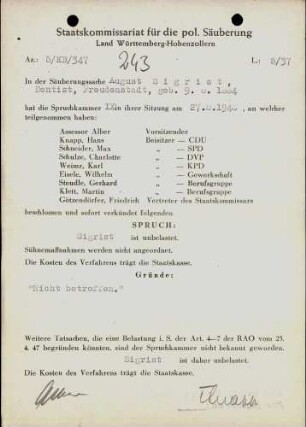 Staatskommissariat für die pol. Säuberung
Land Württemberg-Hohenzollern
Az.: 5/KB/347
243
L.: 5/37
In der Säuberungssache August Sigrist,
Dentist, Freudenstadt, geb. 9. 1884
hat die Spruchkammer in ihrer Sitzung am 27. an welcher
teilgenommen haben:
Assessor Alber Vorsitzender
Knapp, Hans Beisitzer — CDU
Schneider, Max „ — SPD
Schulze, Charlotte „ — DVP
Weimer, Karl „ — KPD
Eisele, Wilhelm „ — Gewerkschaft
Steudle, Gerhard „ — Berufsgruppe
Klett, Martin „ — Berufsgruppe
Götzendörfer, Friedrich Vertreter des Staatskommissars
beschlossen und sofort verkündet folgenden
SPRUCH:
Sigrist ist unbelastet.
Sühnemaßnahmen werden nicht angeordnet.
Die Kosten des Verfahrens trägt die Staatskasse.
Gründe:
"Nicht betroffen."
Weitere Tatsachen, die eine Belastung i. S. der Art. 4—7 der RAO vom 25.
4. 47 begründen könnten, sind der Spruchkammer nicht bekannt geworden.
Sigrist ist daher unbelastet.
Die Kosten des Verfahrens trägt die Staatskasse.